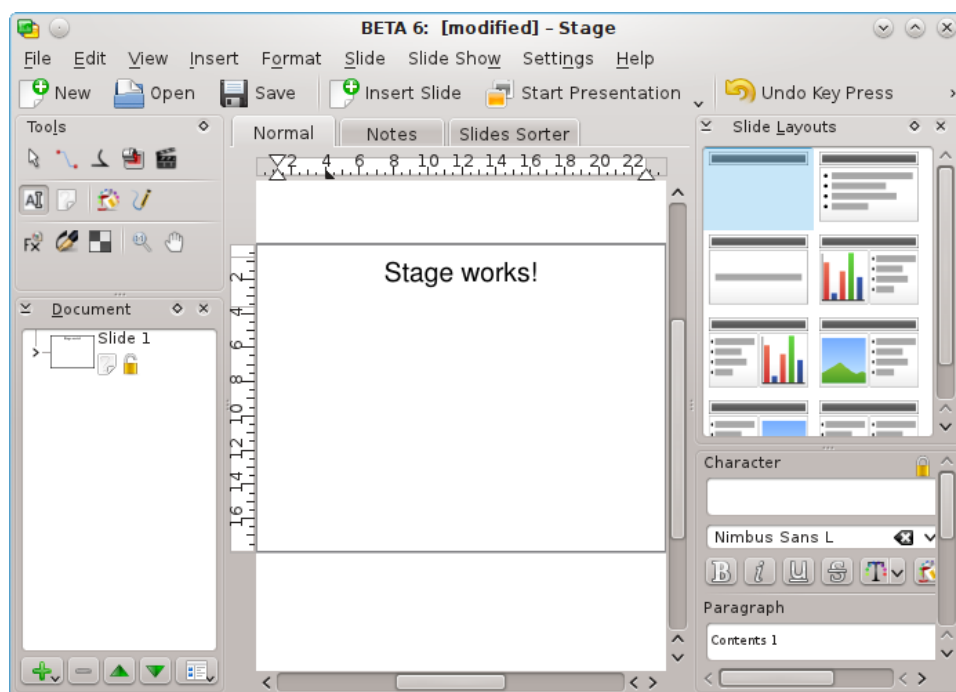 BETA 6:  [modified] – Stage
File Edit View Insert Format Slide Slide Show Settings Help
New Open Save Insert Slide Start Presentation Undo Key Press
Tools
Normal Notes Slides Sorter
Slide Layouts
2 4 6 8 10 12 14 16 18 20 22
AI
FX
Stage works!
2
4
6
8
10
12
14
16
Document
Slide 1
Character
Nimbus Sans L
B i U S T
Paragraph
Contents 1